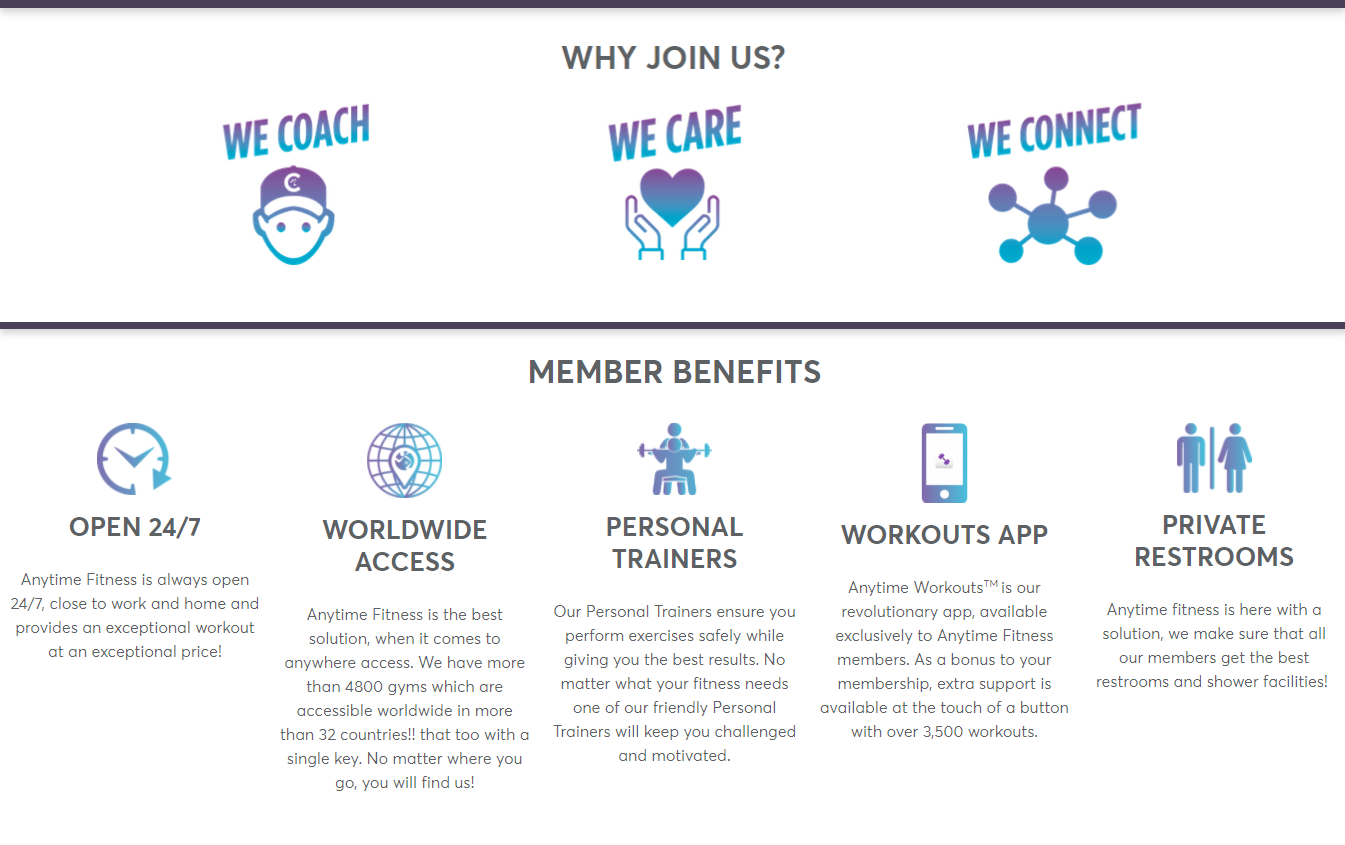 WHY JOIN US?
WE COACH
WE CARE
WE CONNECT
C
MEMBER BENEFITS
OPEN 24/7
Anytime Fitness is always open
24/7, close to work and home and
provides an exceptional workout
at an exceptional price!
WORLDWIDE
ACCESS
Anytime Fitness is the best
solution, when it comes to
anywhere access. We have more
than 4800 gyms which are
accessible worldwide in more
than 32 countries!! that too with a
single key. No matter where you
go, you will find us!
PERSONAL
TRAINERS
Our Personal Trainers ensure you
perform exercises safely while
giving you the best results. No
matter what your fitness needs
one of our friendly Personal
Trainers will keep you challenged
and motivated.
WORKOUTS APP
Anytime Workouts™ is our
revolutionary app, available
exclusively to Anytime Fitness
members. As a bonus to your
membership, extra support is
available at the touch of a button
with over 3,500 workouts.
PRIVATE
RESTROOMS
Anytime fitness is here with a
solution, we make sure that all
our members get the best
restrooms and shower facilities!